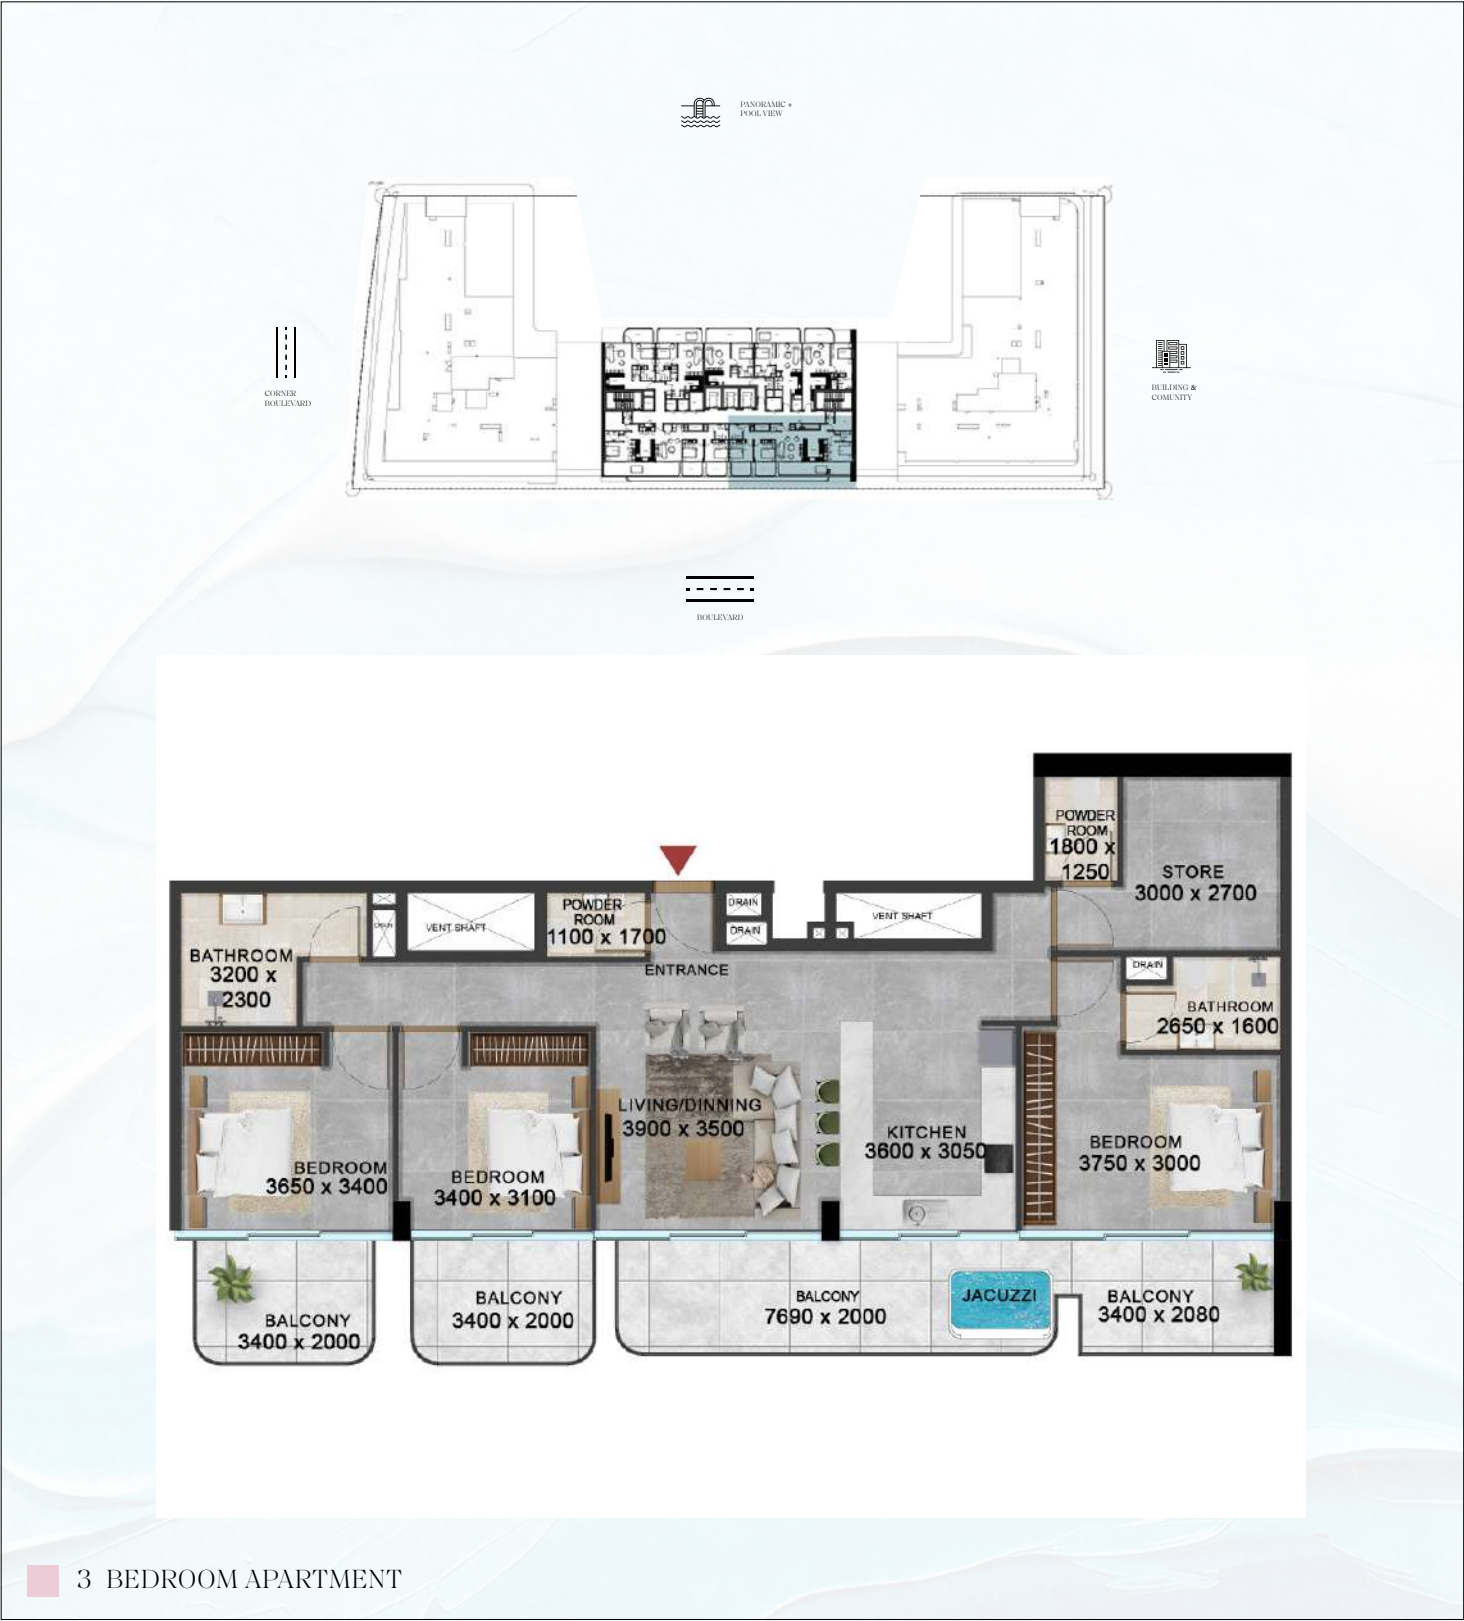 PANORAMIC +
POOL VIEW
CORNER
BOULEVARD
BUILDING &
COMUNITY
BOULEVARD
POWDER
ROOM
1800 x
1250
STORE
3000 x 2700
BATHROOM
3200 x
2300
DRAIN
VENT SHAFT
POWDER
ROOM
1100 x 1700
ENTRANCE
DRAIN
DRAIN
VENT SHAFT
DRAIN
BATHROOM
2650 x 1600
BEDROOM
3650 x 3400
BEDROOM
3400 x 3100
LIVING/DINNING
3900 x 3500
KITCHEN
3600 x 3050
BEDROOM
3750 x 3000
BALCONY
3400 x 2000
BALCONY
3400 x 2000
BALCONY
7690 x 2000
JACUZZI
BALCONY
3400 x 2080
3 BEDROOM APARTMENT